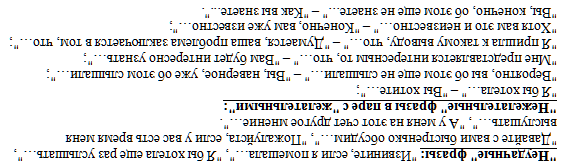 "Неудачные" фразы: "Извините, если я помешала…", "Я бы хотела еще раз услышать…",
"Давайте с вами быстренько обсудим…", "Пожалуйста, если у вас есть время меня
выслушать…", "А у меня на этот счет другое мнение…".
"Нежелательные" фразы в паре с "желательными":
"Я бы хотела…" – "Вы хотите…",
"Вероятно, вы об этом еще не слышали…" – "Вы, наверное, уже об этом слышали…",
"Мне представляется интересным то, что…" – "Вам будет интересно узнать…",
"Я пришла к такому выводу, что…" – "Думается, ваша проблема заключается в том, что…",
"Хотя вам это и неизвестно…" – "Конечно, вам уже известно…",
"Вы, конечно, об этом еще не знаете…" – "Как вы знаете…".